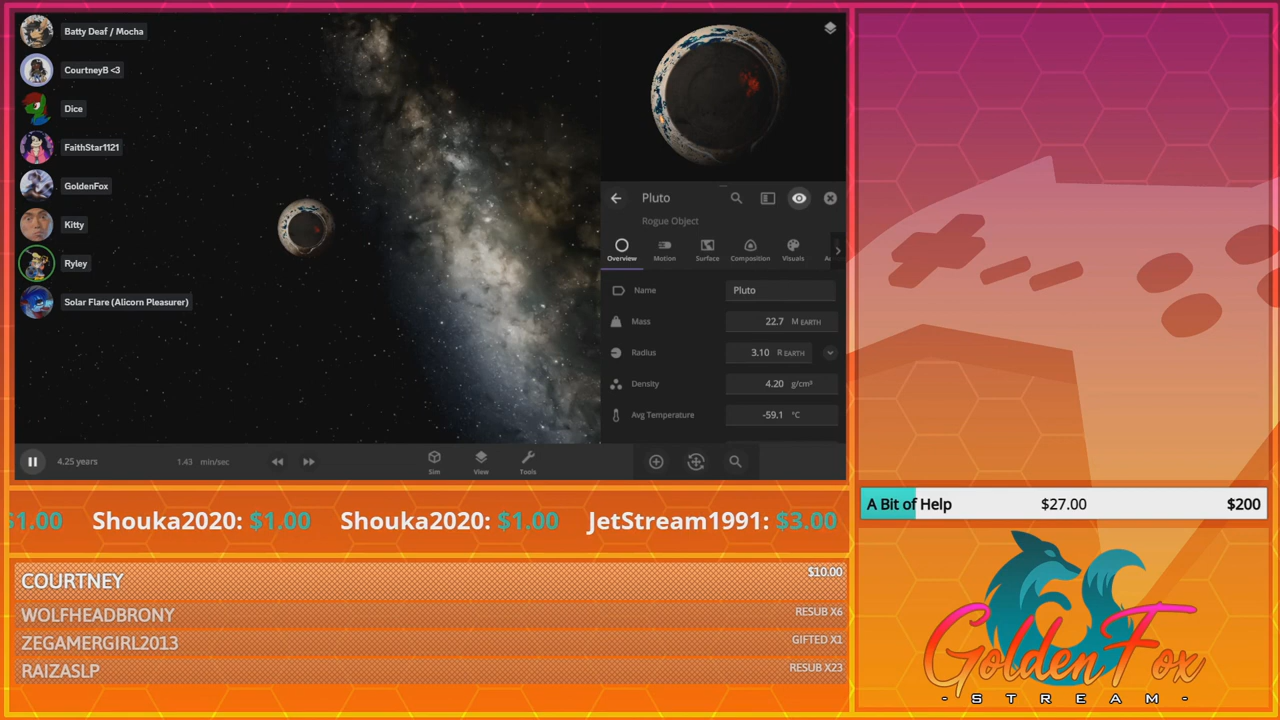 Batty Deaf / Mocha
CourtneyB <3
Dice
FaithStar1121
GoldenFox
Kitty
Ryley
Solar Flare (Alicorn Pleasurer)
Pluto
Rogue Object
Overview
Motion
Surface
Composition
Visuals
Name
Pluto
Mass
22.7 M EARTH
Radius
3.10 R EARTH
Density
4.20 g/cm³
Avg Temperature
-59.1 °C
4.25 years
1.43 min/sec
Sim
View
Tools
$1.00 Shouka2020: $1.00 Shouka2020: $1.00 JetStream1991: $3.00
A Bit of Help $27.00 $200
COURTNEY $10.00
WOLFHEADBRONY RESUB X6
ZEGAMERGIRL2013 GIFTED X1
RAIZASLP RESUB X23
GoldenFox
- STREAM -